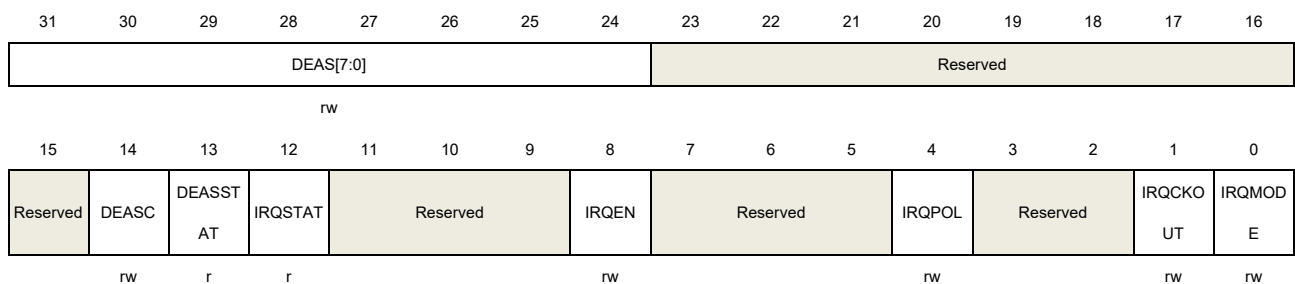 31 30 29 28 27 26 25 24 23 22 21 20 19 18 17 16
DEAS[7:0] Reserved
rw
15 14 13 12 11 10 9 8 7 6 5 4 3 2 1 0
Reserved DEASC DEASST
AT IRQSTAT Reserved IRQEN Reserved IRQPOL Reserved IRQCKO
UT IRQMOD
E
rw r r rw rw rw rw